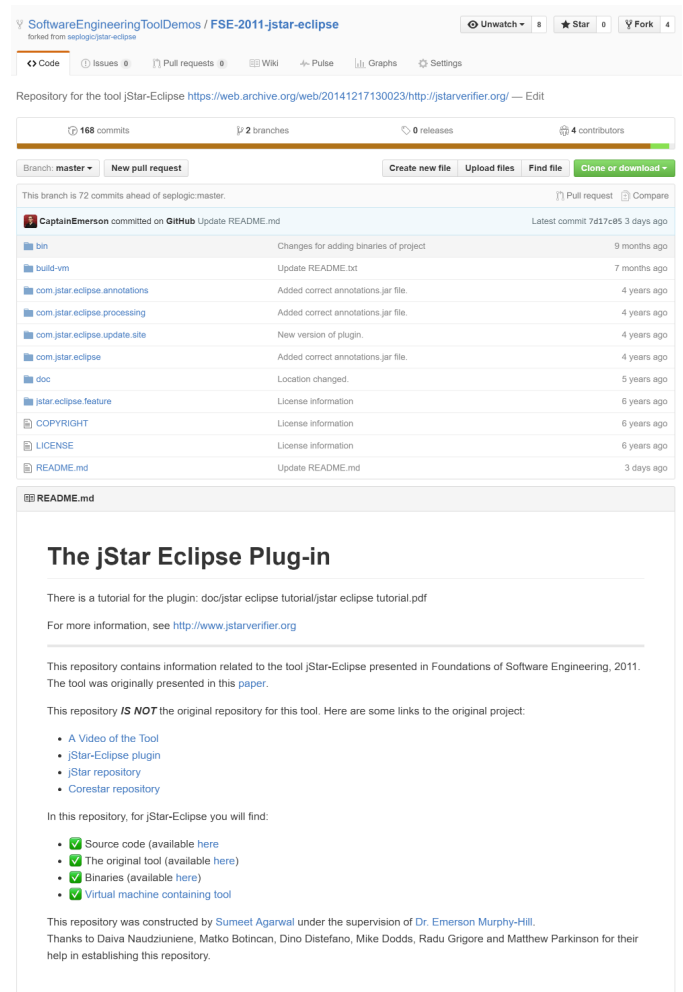 SoftwareEngineeringToolDemos / FSE-2011-jstar-eclipse
forked from seplogic/jstar-eclipse
Unwatch 8 Star 0 Fork 4
Code Issues 0 Pull requests 0 Wiki Pulse Graphs Settings
Repository for the tool jStar-Eclipse https://web.archive.org/web/20141217130023/http://jstarverifier.org/ — Edit
168 commits 2 branches 0 releases 4 contributors
Branch: master New pull request Create new file Upload files Find file Clone or download
This branch is 72 commits ahead of seplogic:master. Pull request Compare
CaptainEmerson committed on GitHub Update README.md Latest commit 7d17c05 3 days ago
bin Changes for adding binaries of project 9 months ago
build-vm Update README.txt 7 months ago
com.jstar.eclipse.annotations Added correct annotations.jar file. 4 years ago
com.jstar.eclipse.processing Added correct annotations.jar file. 4 years ago
com.jstar.eclipse.update.site New version of plugin. 4 years ago
com.jstar.eclipse Added correct annotations.jar file. 4 years ago
doc Location changed. 5 years ago
jstar.eclipse.feature License information 6 years ago
COPYRIGHT License information 6 years ago
LICENSE License information 6 years ago
README.md Update README.md 3 days ago
README.md
The jStar Eclipse Plug-in
There is a tutorial for the plugin: doc/jstar eclipse tutorial/jstar eclipse tutorial.pdf
For more information, see http://www.jstarverifier.org
This repository contains information related to the tool jStar-Eclipse presented in Foundations of Software Engineering, 2011.
The tool was originally presented in this paper.
This repository IS NOT the original repository for this tool. Here are some links to the original project:
• A Video of the Tool
• jStar-Eclipse plugin
• jStar repository
• Corestar repository
In this repository, for jStar-Eclipse you will find:
• ✅ Source code (available here
• ✅ The original tool (available here)
• ✅ Binaries (available here)
• ✅ Virtual machine containing tool
This repository was constructed by Sumeet Agarwal under the supervision of Dr. Emerson Murphy-Hill.
Thanks to Daiva Naudziuniene, Matko Botincan, Dino Distefano, Mike Dodds, Radu Grigore and Matthew Parkinson for their
help in establishing this repository.